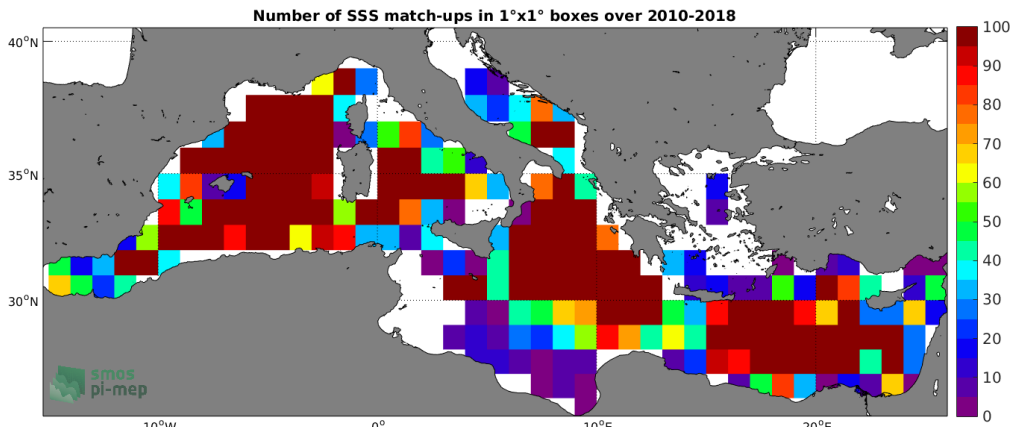 Number of SSS match-ups in 1°x1° boxes over 2010-2018
40°N
35°N
30°N
10°W
0°
10°E
20°E
100
90
80
70
60
50
40
30
20
10
0
smos
pi-mep